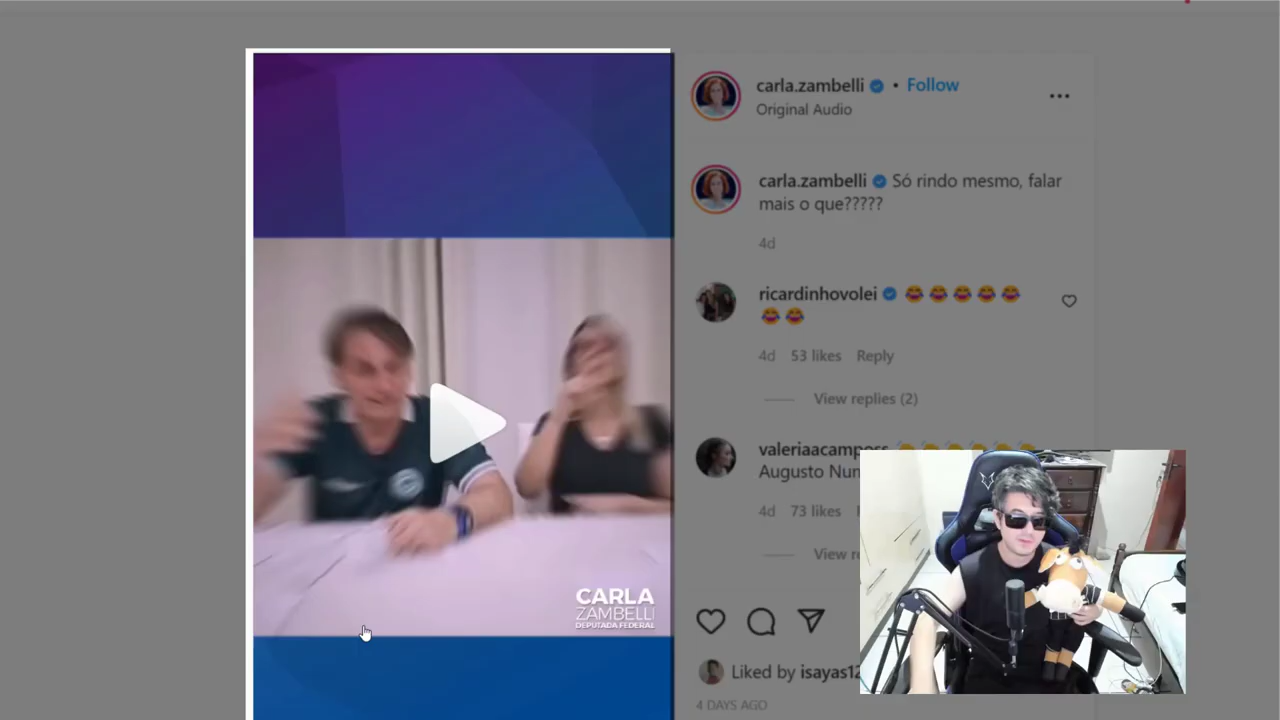 carla.zambelli • Follow
Original Audio
carla.zambelli Só rindo mesmo, falar
mais o que?????
4d
ricardinhovolei 😂😂😂😂😂
😂😂
4d 53 likes Reply
View replies (2)
Augusto
4d 73 likes
View
CARLA
ZAMBELLI
DEPUTADA FEDERAL
Liked by
4 DAYS AGO